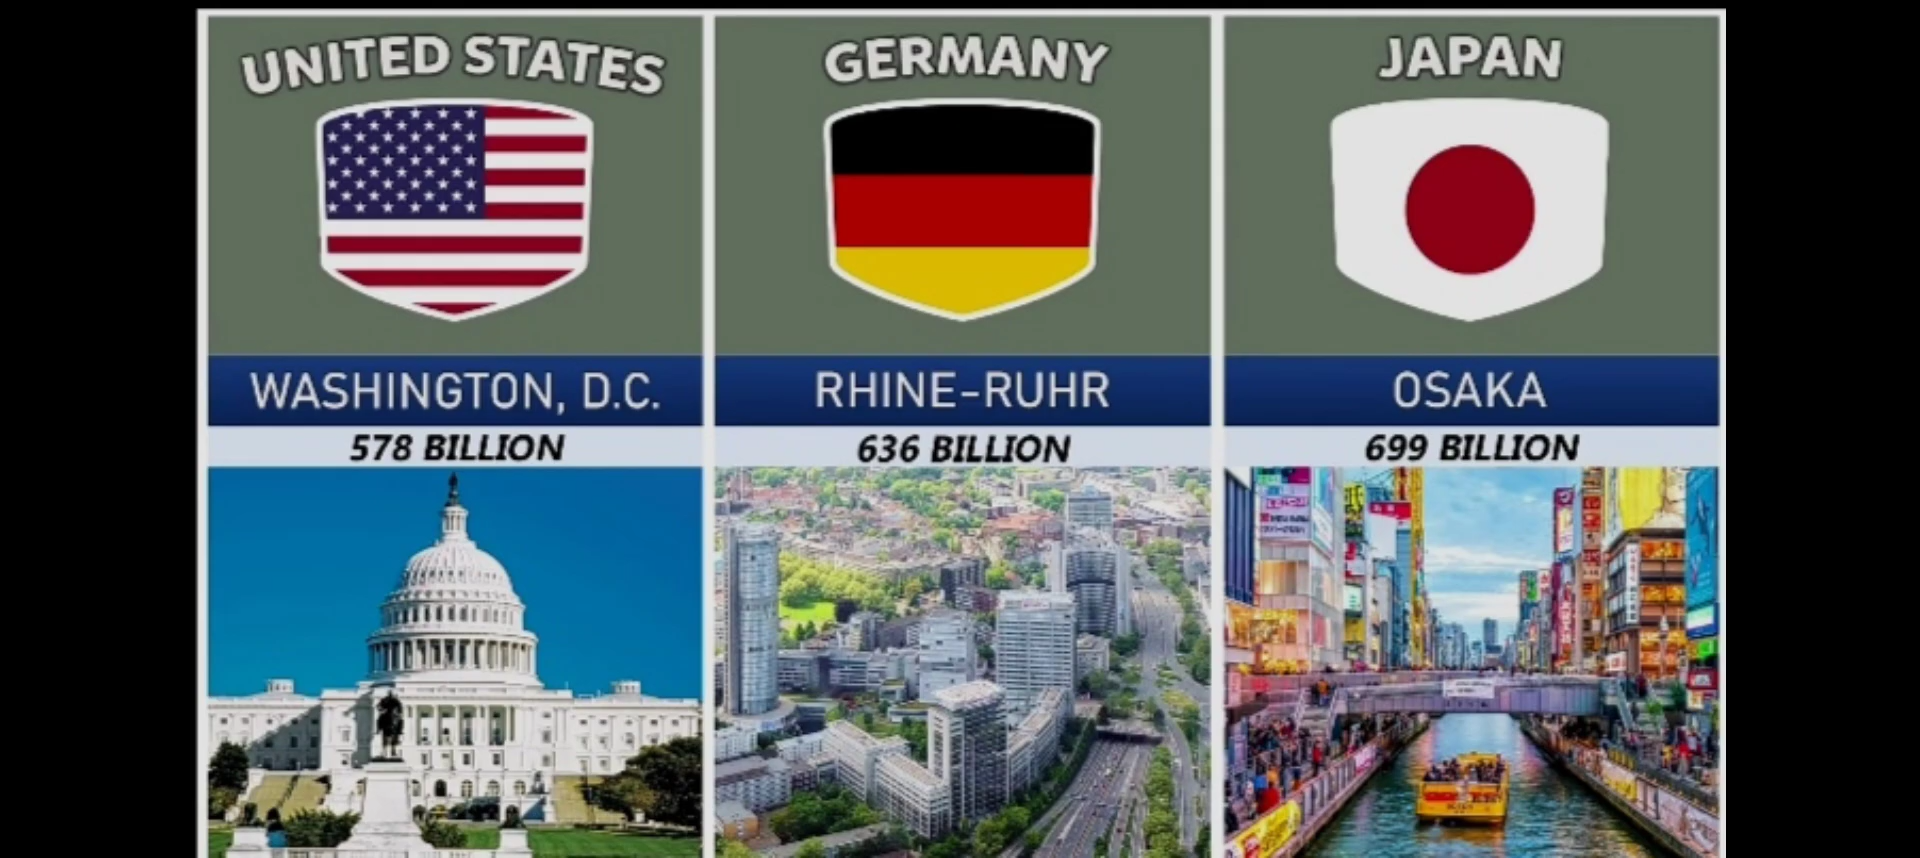 UNITED STATES
WASHINGTON, D.C.
578 BILLION
GERMANY
RHINE-RUHR
636 BILLION
JAPAN
OSAKA
699 BILLION